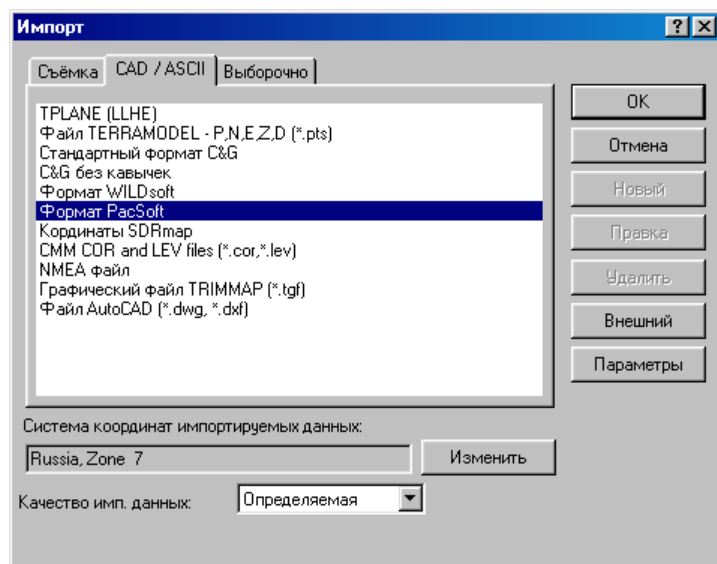 Импорт
Съёмка CAD / ASCII Выборочно
TPLANE (LLHE)
Файл TERRAMODEL - P,N,E,Z,D (*.pts)
Стандартный формат C&G
C&G без кавычек
Формат WILDsoft
Формат PacSoft
Кординаты SDRmap
CMM COR and LEV files (*.cor,*.lev)
NMEA файл
Графический файл TRIMMAP (*.tgf)
Файл AutoCAD (*.dwg, *.dxf)
OK
Отмена
Новый
Правка
Удалить
Внешний
Параметры
Система координат импортируемых данных:
Russia, Zone 7
Изменить
Качество имп. данных: Определяемая